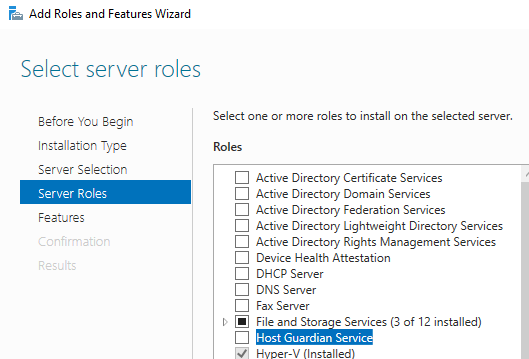 Add Roles and Features Wizard
Select server roles
Before You Begin
Installation Type
Server Selection
Server Roles
Features
Confirmation
Results
Select one or more roles to install on the selected server.
Roles
Active Directory Certificate Services
Active Directory Domain Services
Active Directory Federation Services
Active Directory Lightweight Directory Services
Active Directory Rights Management Services
Device Health Attestation
DHCP Server
DNS Server
Fax Server
File and Storage Services (3 of 12 installed)
Host Guardian Service
Hyper-V (Installed)